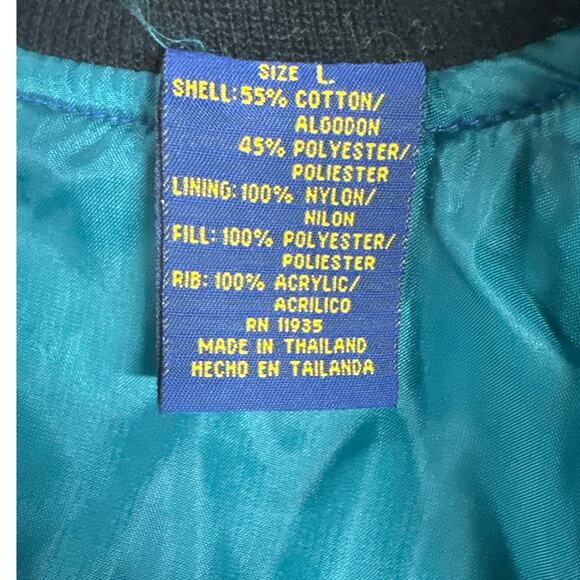 SIZE L
SHELL: 55% COTTON/
ALGODON
45% POLYESTER/
POLIESTER
LINING: 100% NYLON/
NILON
FILL: 100% POLYESTER/
POLIESTER
RIB: 100% ACRYLIC/
ACRILICO
RN 11935
MADE IN THAILAND
HECHO EN TAILANDA